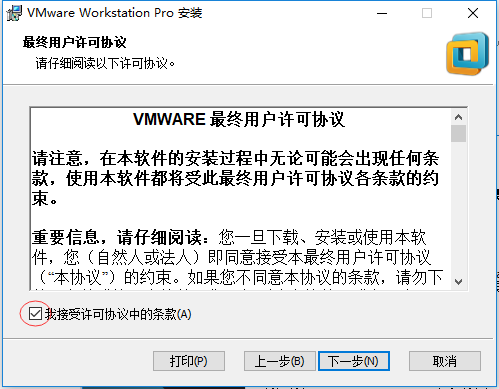 VMware Workstation Pro 安装
最终用户许可协议
请仔细阅读以下许可协议。
VMWARE 最终用户许可协议
请注意，在本软件的安装过程中无论可能会出现任何条
款，使用本软件都将受此最终用户许可协议各条款的约
束。
重要信息，请仔细阅读：您一旦下载、安装或使用本软
件，您（自然人或法人）即同意接受本最终用户许可协议
（“本协议”）的约束。如果您不同意本协议的条款，请勿下
我接受许可协议中的条款(A)
打印(P)
上一步(B)
下一步(N)
取消